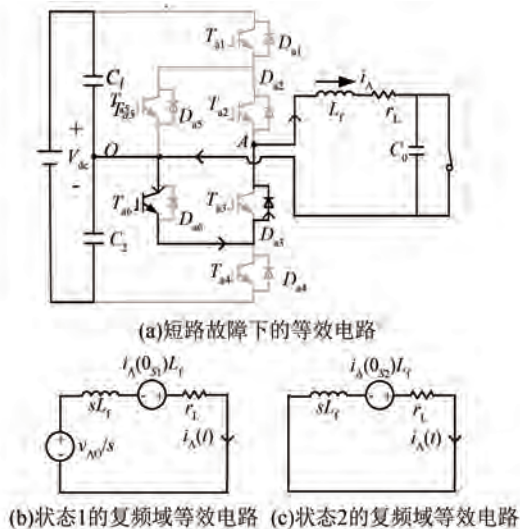 T_a1
D_a1
C_1
D_a2
T_a5
T_a2
i_A
L_f
r_L
D_a5
+
V_dc
-
O
A
C_o
T_a6
T_a3
D_a6
D_a3
C_2
T_a4
D_a4
(a)短路故障下的等效电路
i_A(0_S1)L_f
i_A(0_S2)L_f
sL_f
- +
r_L
sL_f
- +
r_L
+
-
v_AO/s
i_A(t)
i_A(t)
(b)状态1的复频域等效电路 (c)状态2的复频域等效电路